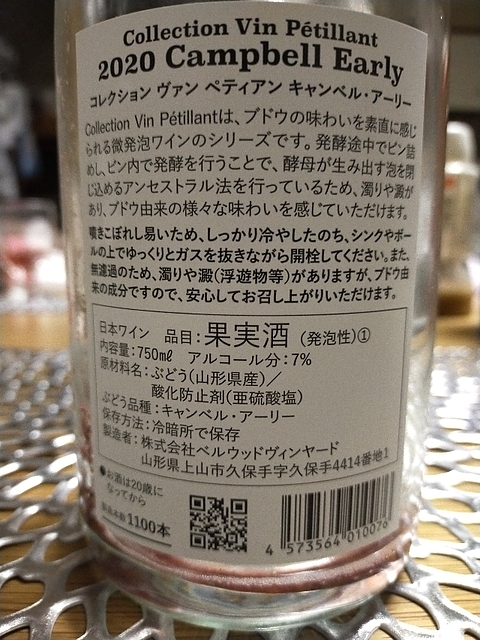 Collection Vin Pétillant
2020 Campbell Early
コレクション ヴァン ペティアン キャンベル・アーリー
Collection Vin Pétillantは、ブドウの味わいを素直に感じ
られる微発泡ワインのシリーズです。発酵途中でビン詰
めし、ビン内で発酵を行うことで、酵母が生み出す泡を閉
じ込めるアンセストラル法を行っているため、濁りや澱が
あり、ブドウ由来の様々な味わいを感じていただけます。
噴きこぼれし易いため、しっかり冷やしたのち、シンクやボー
ルの上でゆっくりとガスを抜きながら開栓してください。また、
無濾過のため、濁りや澱(浮遊物等)がありますが、ブドウ由
来の成分ですので、安心してお召し上がりいただけます。
日本ワイン 品目:果実酒 (発泡性)①
内容量:750mℓ アルコール分:7%
原材料名:ぶどう(山形県産)/
酸化防止剤(亜硫酸塩)
ぶどう品種:キャンベル・アーリー
保存方法:冷暗所で保存
製造者:株式会社ベルウッドヴィンヤード
山形県上山市久保手字久保手4414番地1
●お酒は20歳に
なってから
1100本
4 573564 010076